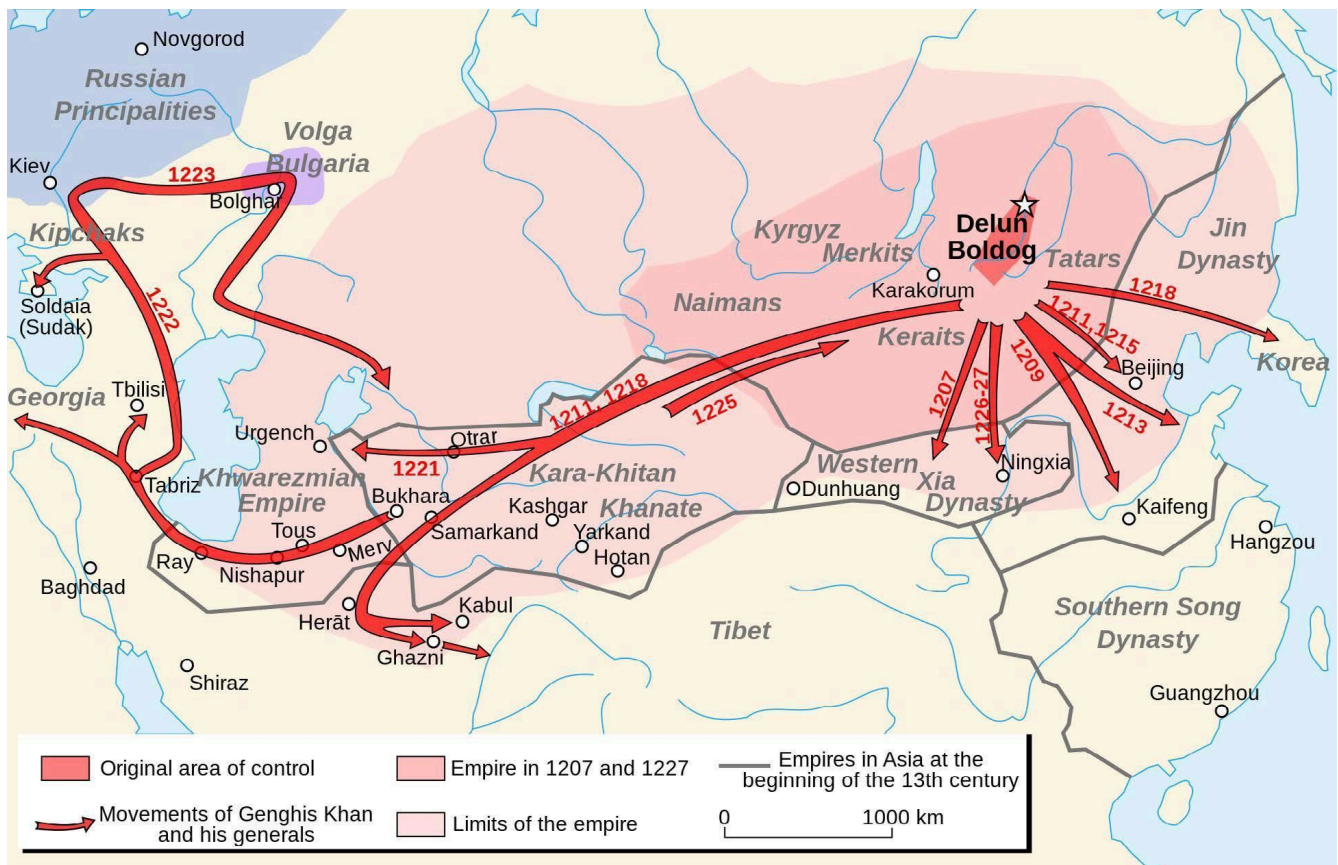 Novgorod
Russian
Principalities
Volga
Bulgaria
Kiev
1223
Bolghar
Kipchaks
Soldaia
(Sudak)
1222
Georgia
Tbilisi
Tabriz
Urgench
Khwarezmian
Empire
Otrar
1221
1211, 1218
1225
Bukhara
Samarkand
Kara-Khitan
Khanate
Kashgar
Yarkand
Hotan
Tous
Merv
Ray
Nishapur
Baghdad
Herāt
Kabul
Ghazni
Shiraz
Kyrgyz
Merkits
Naimans
Karakorum
Keraits
Delun
Boldog
Tatars
Jin
Dynasty
1218
1211,1215
1209
1213
1207
1226-27
Beijing
Korea
Western
Xia
Dynasty
Dunhuang
Ningxia
Kaifeng
Hangzou
Tibet
Southern Song
Dynasty
Guangzhou
Original area of control
Movements of Genghis Khan
and his generals
Empire in 1207 and 1227
Limits of the empire
Empires in Asia at the
beginning of the 13th century
0 1000 km